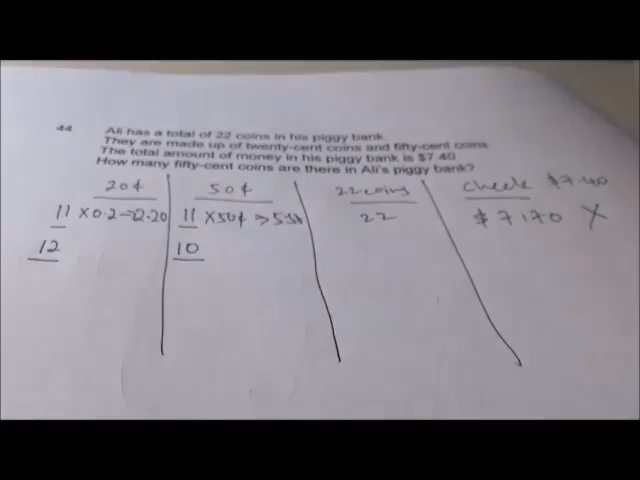 44 Ali has a total of 22 coins in his piggy bank.
They are made up of twenty-cent coins and fifty-cent coins.
The total amount of money in his piggy bank is $7.40.
How many fifty-cent coins are there in Ali's piggy bank?
20¢ 50¢ 22 coins check $7.40
11 x 0.2 = 2.20 11 x 50¢ => 5.50 22 $7.70 X
12 10